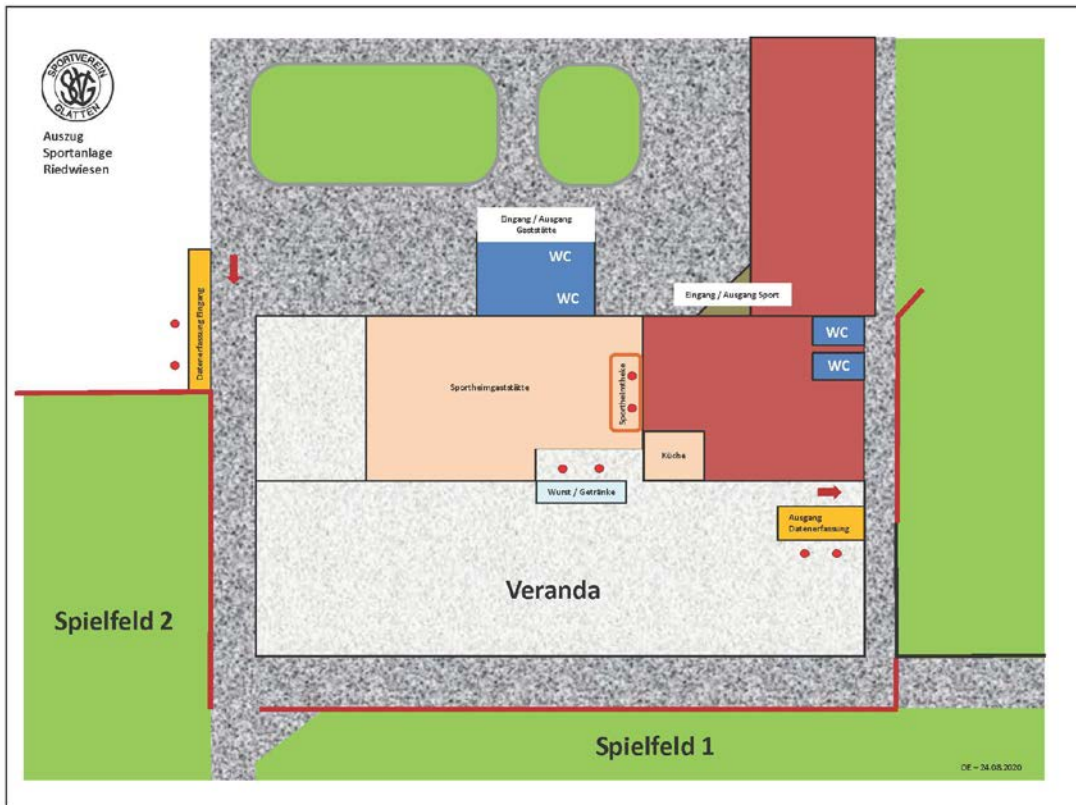 SPORTVEREIN
SVG
GLATTEN
Auszug
Sportanlage
Riedwiesen
Eingang / Ausgang
Gaststätte
WC
WC
Eingang / Ausgang Sport
Datenerfassung Eingang
WC
WC
Sportheimgaststätte
Sportheimtheke
Küche
Wurst / Getränke
Ausgang
Datenerfassung
Veranda
Spielfeld 2
Spielfeld 1
OE – 24.08.2020